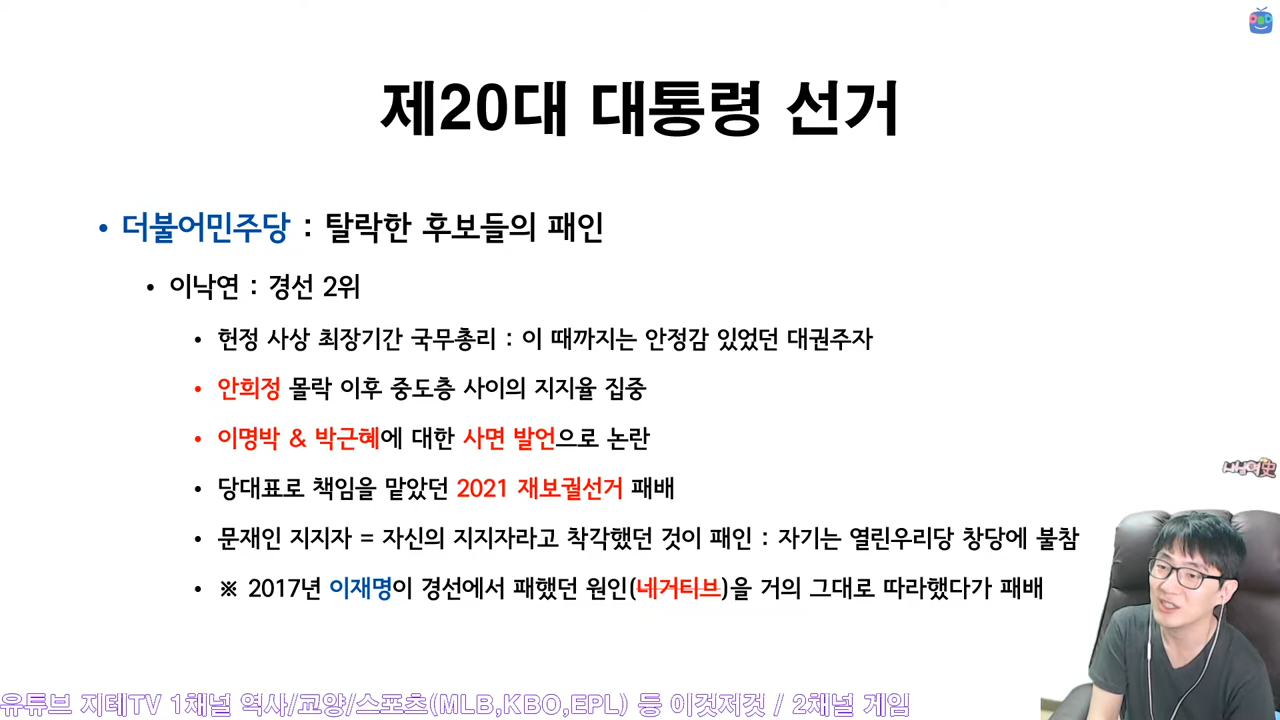 제20대 대통령 선거
• 더불어민주당 : 탈락한 후보들의 패인
• 이낙연 : 경선 2위
• 헌정 사상 최장기간 국무총리 : 이 때까지는 안정감 있었던 대권주자
• 안희정 몰락 이후 중도층 사이의 지지율 집중
• 이명박 & 박근혜에 대한 사면 발언으로 논란
• 당대표로 책임을 맡았던 2021 재보궐선거 패배
• 문재인 지지자 = 자신의 지지자라고 착각했던 것이 패인 : 자기는 열린우리당 창당에 불참
• ※ 2017년 이재명이 경선에서 패했던 원인(네거티브)을 거의 그대로 따라했다가 패배
유튜브 지테TV 1채널 역사/교양/스포츠(MLB,KBO,EPL) 등 이것저것 / 2채널 게임